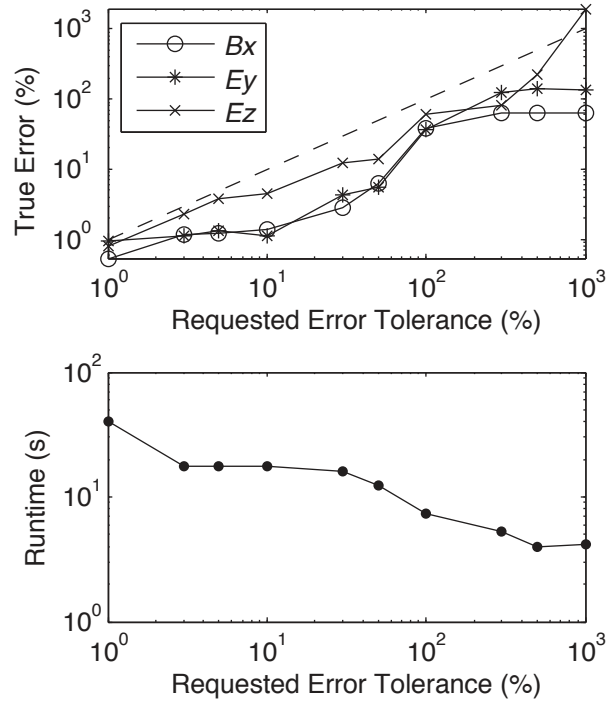 10^3
10^2
10^1
10^0
True Error (%)
Bx
Ey
Ez
10^0 10^1 10^2 10^3
Requested Error Tolerance (%)
10^2
10^1
10^0
Runtime (s)
10^0 10^1 10^2 10^3
Requested Error Tolerance (%)